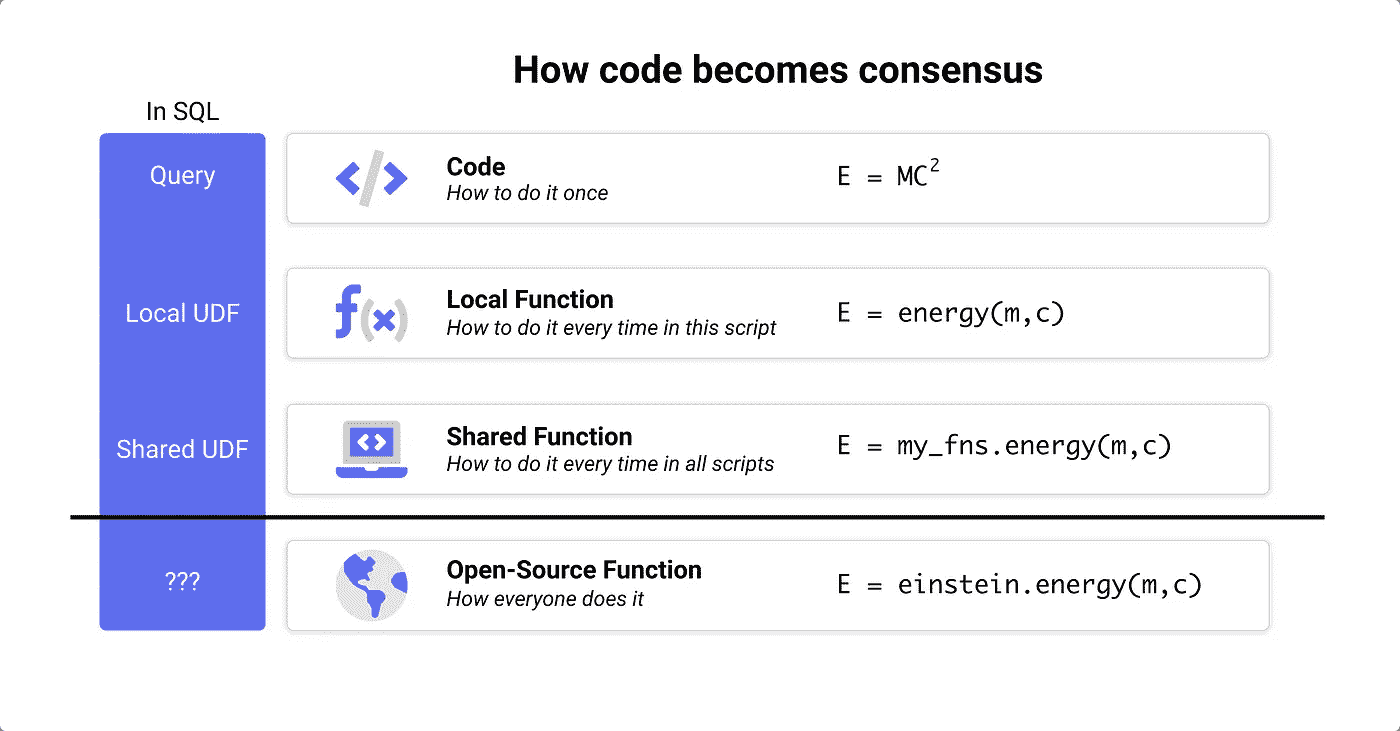 How code becomes consensus
In SQL
Query
Code
How to do it once
E = MC²
Local UDF
Local Function
How to do it every time in this script
E = energy(m,c)
Shared UDF
Shared Function
How to do it every time in all scripts
E = my_fns.energy(m,c)
???
Open-Source Function
How everyone does it
E = einstein.energy(m,c)